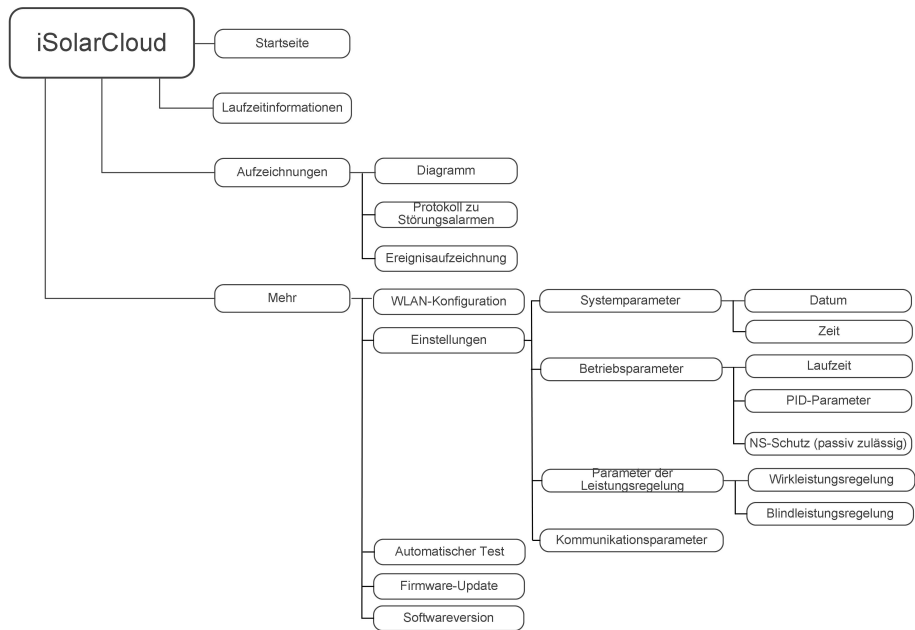 iSolarCloud
Startseite
Laufzeitinformationen
Aufzeichnungen
Diagramm
Protokoll zu
Störungsalarmen
Ereignisaufzeichnung
Mehr
WLAN-Konfiguration
Einstellungen
Systemparameter
Datum
Zeit
Betriebsparameter
Laufzeit
PID-Parameter
NS-Schutz (passiv zulässig)
Parameter der
Leistungsregelung
Wirkleistungsregelung
Blindleistungsregelung
Kommunikationsparameter
Automatischer Test
Firmware-Update
Softwareversion